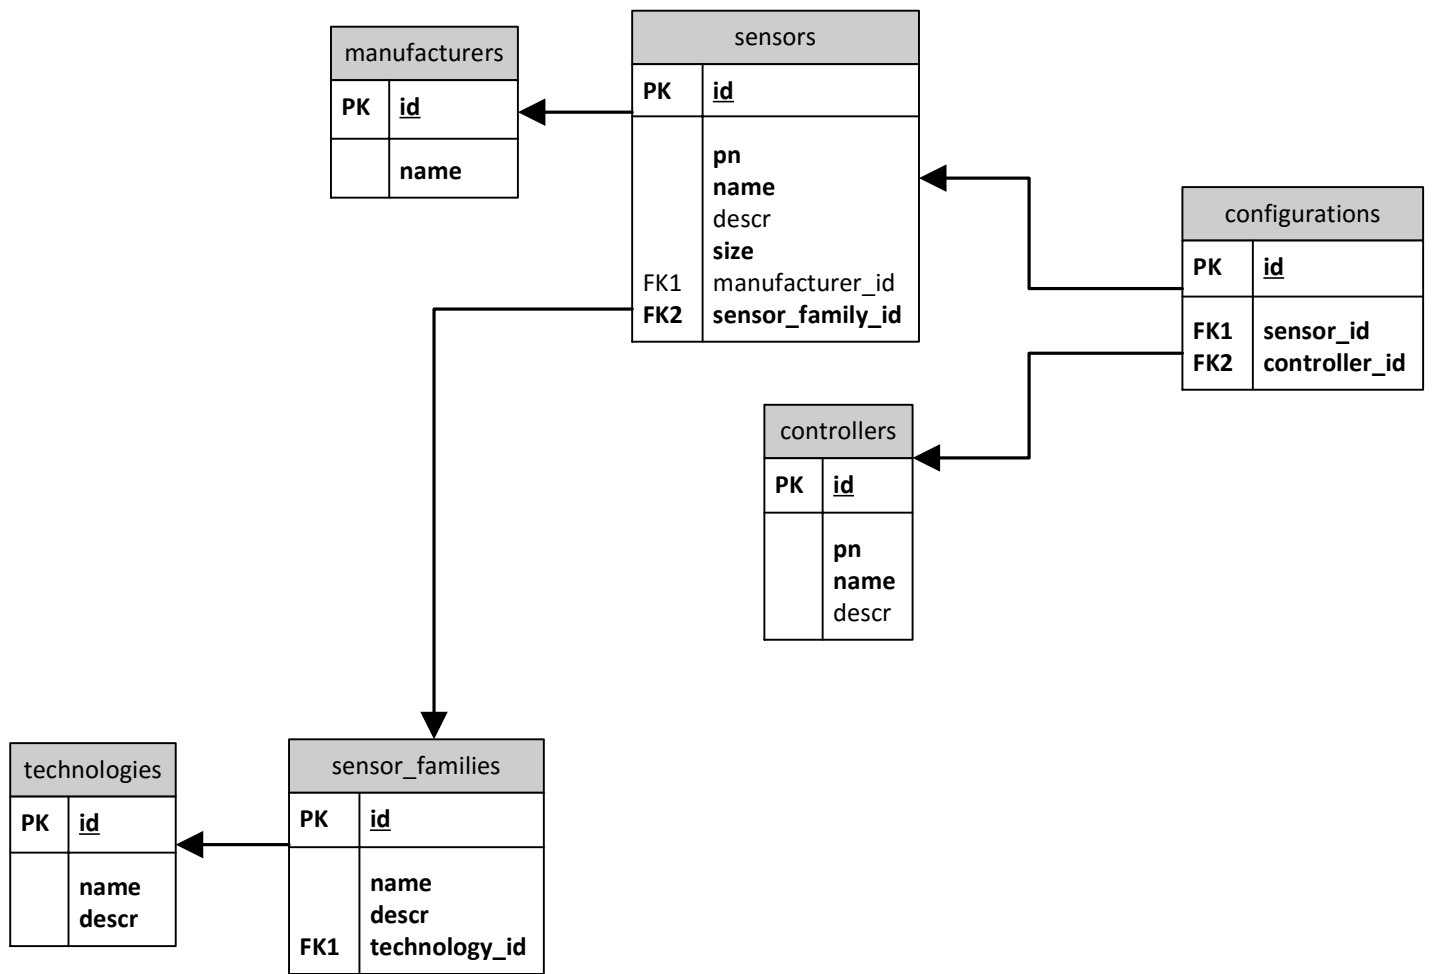 manufacturers
PK id
name
sensors
PK id
pn
name
descr
size
FK1 manufacturer_id
FK2 sensor_family_id
configurations
PK id
FK1 sensor_id
FK2 controller_id
controllers
PK id
pn
name
descr
technologies
PK id
name
descr
sensor_families
PK id
name
descr
FK1 technology_id